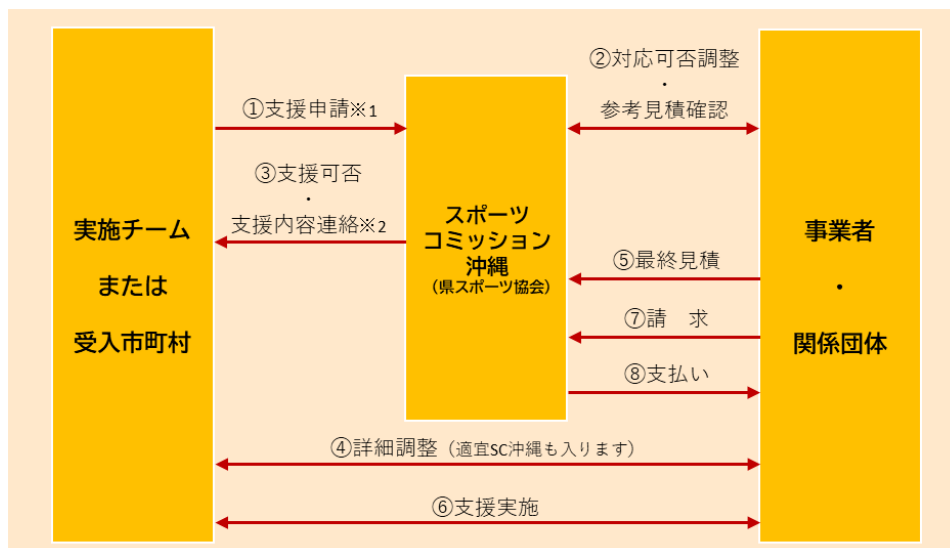 実施チーム
または
受入市町村
①支援申請※1
③支援可否
・
支援内容連絡※2
スポーツ
コミッション
沖縄
（県スポーツ協会）
②対応可否調整
・
参考見積確認
⑤最終見積
⑦請　求
⑧支払い
事業者
・
関係団体
④詳細調整（適宜SC沖縄も入ります）
⑥支援実施